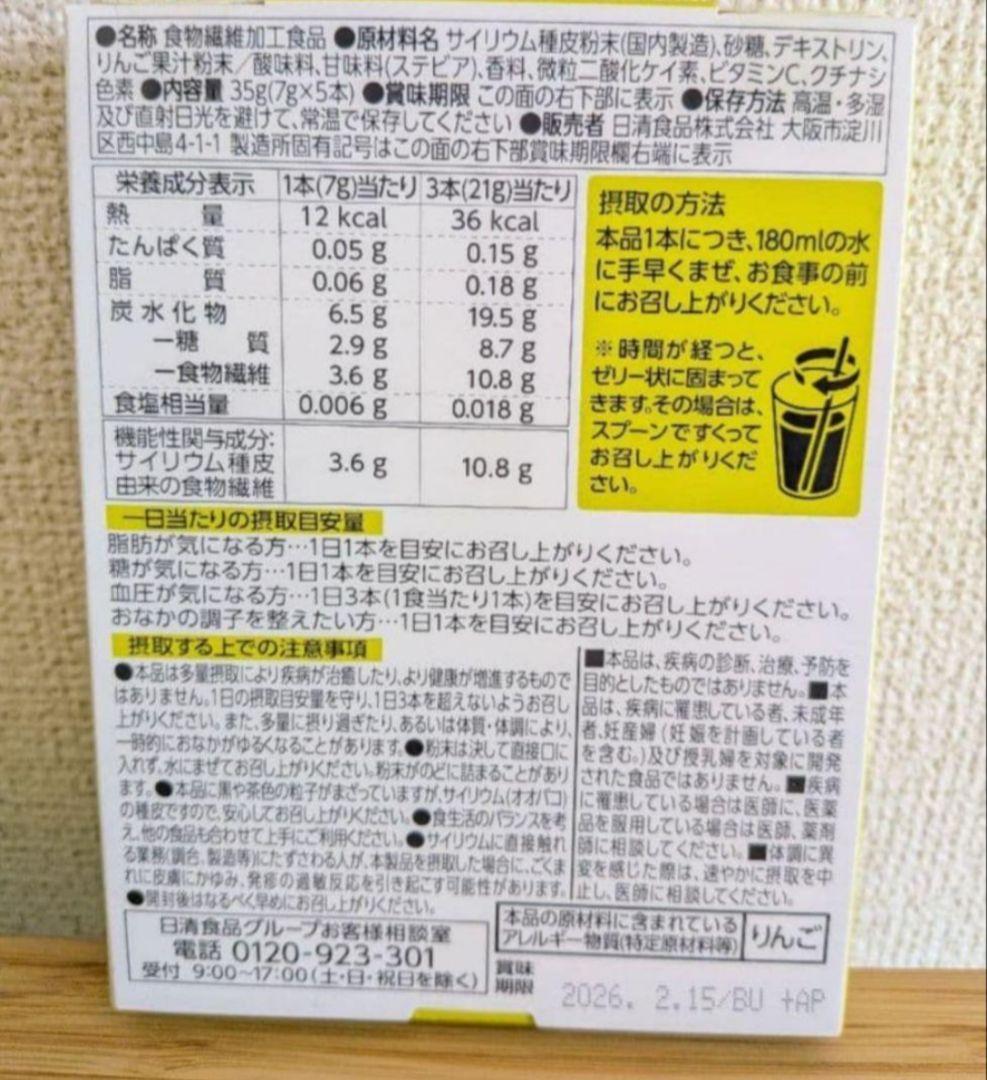 ●名称 食物繊維加工食品 ●原材料名 サイリウム種皮粉末(国内製造)、砂糖、デキストリン、
りんご果汁粉末／酸味料、甘味料(ステビア)、香料、微粒二酸化ケイ素、ビタミンC、クチナシ
色素 ●内容量 35g(7g×5本) ●賞味期限 この面の右下部に表示 ●保存方法 高温・多湿
及び直射日光を避けて、常温で保存してください ●販売者 日清食品株式会社 大阪市淀川
区西中島4-1-1 製造所固有記号はこの面の右下部賞味期限欄右端に表示
栄養成分表示 1本(7g)当たり 3本(21g)当たり
熱量 12 kcal 36 kcal
たんぱく質 0.05 g 0.15 g
脂質 0.06 g 0.18 g
炭水化物 6.5 g 19.5 g
ー糖質 2.9 g 8.7 g
ー食物繊維 3.6 g 10.8 g
食塩相当量 0.006 g 0.018 g
機能性関与成分:
サイリウム種皮 3.6 g 10.8 g
由来の食物繊維
摂取の方法
本品1本につき、180mlの水
に手早くまぜ、お食事の前
にお召し上がりください。
※時間が経つと、
ゼリー状に固まって
きます。その場合は、
スプーンですくって
お召し上がりくだ
さい。
一日当たりの摂取目安量
脂肪が気になる方…1日1本を目安にお召し上がりください。
糖が気になる方…1日1本を目安にお召し上がりください。
血圧が気になる方…1日3本(1食当たり1本)を目安にお召し上がりください。
おなかの調子を整えたい方…1日1本を目安にお召し上がりください。
摂取する上での注意事項
●本品は多量摂取により疾病が治癒したり、より健康が増進するもので
はありません。1日の摂取目安量を守り、1日3本を超えないようお召し
上がりください。また、多量に摂り過ぎたり、あるいは体質・体調により、
一時的におなかがゆるくなることがあります。●粉末は決して直接口に
入れず、水にまぜてお召し上がりください。粉末がのどに詰まることがあり
ます。●本品に黒や茶色の粒子がまざっていますが、サイリウム(オオバコ)
の種皮ですので、安心してお召し上がりください。●食生活のバランスを考
え、他の食品も合わせて上手にご利用ください。●サイリウムに直接触れ
る業務(調合、製造等)にたずさわる人が、本製品を摂取した場合に、ごくま
れに皮膚にかゆみ、発疹の過敏反応を引き起こす可能性があります。
●開封後はなるべく早めにお召し上がりください。
■本品は、疾病の診断、治療、予防を
目的としたものではありません。■本
品は、疾病に罹患している者、未成年
者、妊産婦(妊娠を計画している者
を含む。)及び授乳婦を対象に開発
された食品ではありません。■疾病
に罹患している場合は医師に、医薬
品を服用している場合は医師、薬剤
師に相談してください。■体調に異
変を感じた際は、速やかに摂取を中
止し、医師に相談してください。
日清食品グループお客様相談室
電話 0120-923-301
受付 9:00~17:00(土・日・祝日を除く)
本品の原材料に含まれている
アレルギー物質(特定原材料等)
りんご
賞味
期限
2026. 2.15/BU +AP